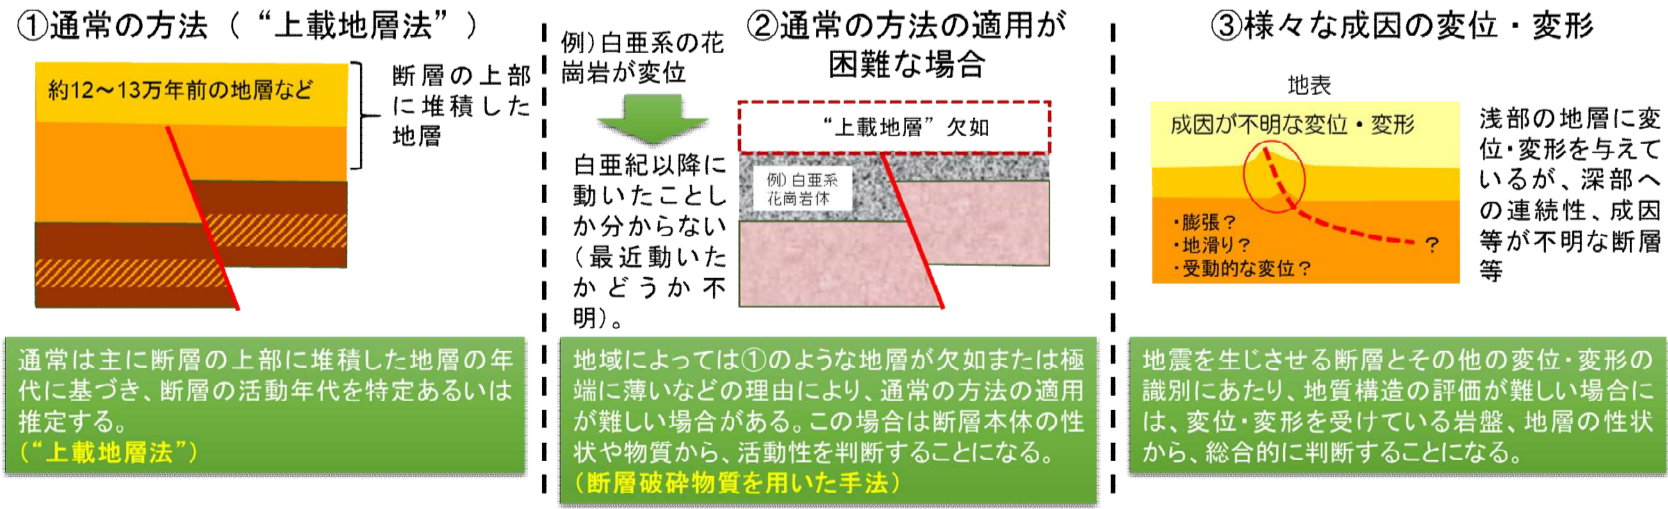 ①通常の方法（“上載地層法”）
約12～13万年前の地層など
断層の上部
に堆積した
地層
通常は主に断層の上部に堆積した地層の年
代に基づき、断層の活動年代を特定あるいは
推定する。
（“上載地層法”）
②通常の方法の適用が
困難な場合
例）白亜系の花
崗岩が変位
白亜紀以降に
動いたことし
か分からない
（最近動いた
かどうか不
明）。
“上載地層”欠如
例）白亜系
花崗岩体
地域によっては①のような地層が欠如または極
端に薄いなどの理由により、通常の方法の適用
が難しい場合がある。この場合は断層本体の性
状や物質から、活動性を判断することになる。
（断層破砕物質を用いた手法）
③様々な成因の変位・変形
地表
成因が不明な変位・変形
・膨張？
・地滑り？
・受動的な変位？
？
浅部の地層に変
位・変形を与えて
いるが、深部へ
の連続性、成因
等が不明な断層
等
地震を生じさせる断層とその他の変位・変形の
識別にあたり、地質構造の評価が難しい場合に
は、変位・変形を受けている岩盤、地層の性状
から、総合的に判断することになる。